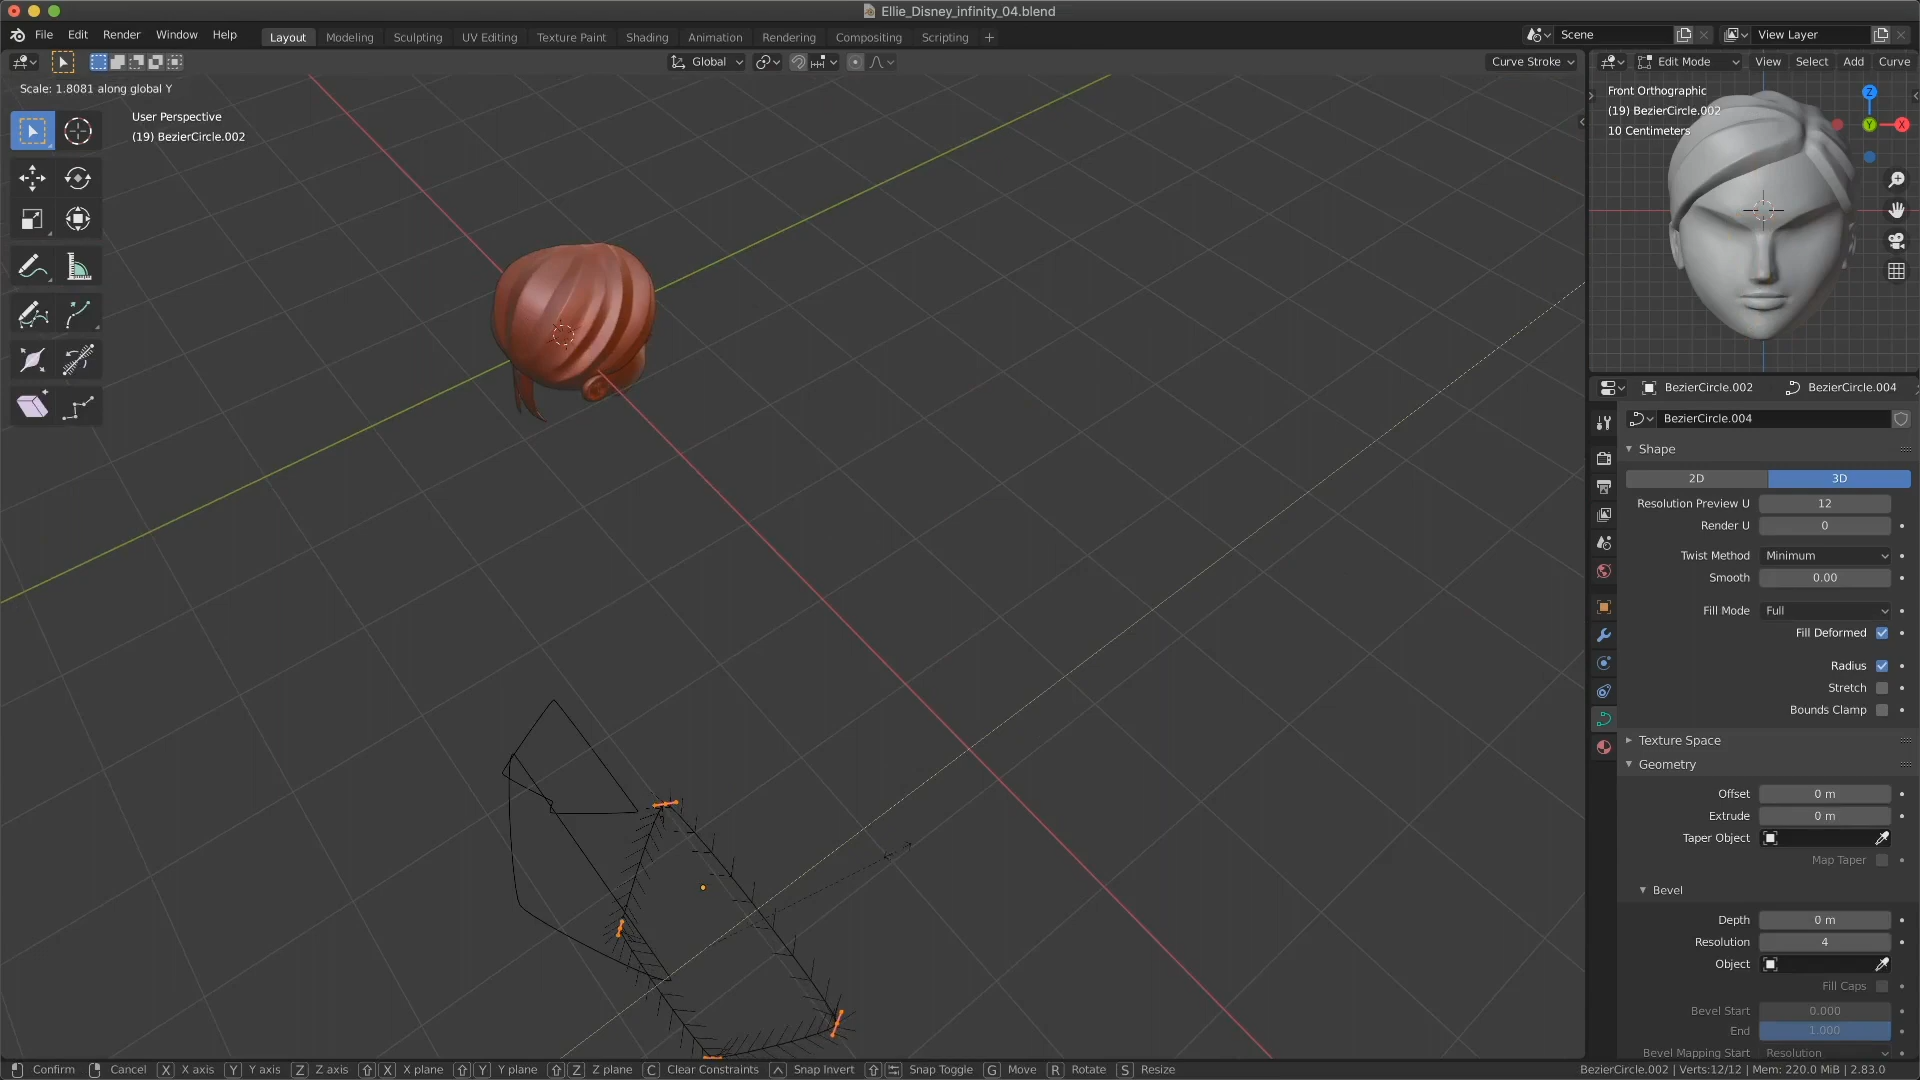 Ellie_Disney_infinity_04.blend
File Edit Render Window Help Layout Modeling Sculpting UV Editing Texture Paint Shading Animation Rendering Compositing Scripting + Scene View Layer
Global Curve Stroke Edit Mode View Select Add Curve
Scale: 1.8081 along global Y
User Perspective
(19) BezierCircle.002
Front Orthographic
(19) BezierCircle.002
10 Centimeters
Z
Y
X
BezierCircle.002 BezierCircle.004
BezierCircle.004
Shape
2D 3D
Resolution Preview U 12
Render U 0
Twist Method Minimum
Smooth 0.00
Fill Mode Full
Fill Deformed
Radius
Stretch
Bounds Clamp
Texture Space
Geometry
Offset 0 m
Extrude 0 m
Taper Object
Map Taper
Bevel
Depth 0 m
Resolution 4
Object
Fill Caps
Bevel Start 0.000
End 1.000
Bevel Mapping Start Resolution
Confirm Cancel X X axis Y Y axis Z Z axis X X plane Y Y plane Z Z plane C Clear Constraints Snap Invert Snap Toggle G Move R Rotate S Resize BezierCircle.002 | Verts:12/12 | Mem: 220.0 MiB | 2.83.0